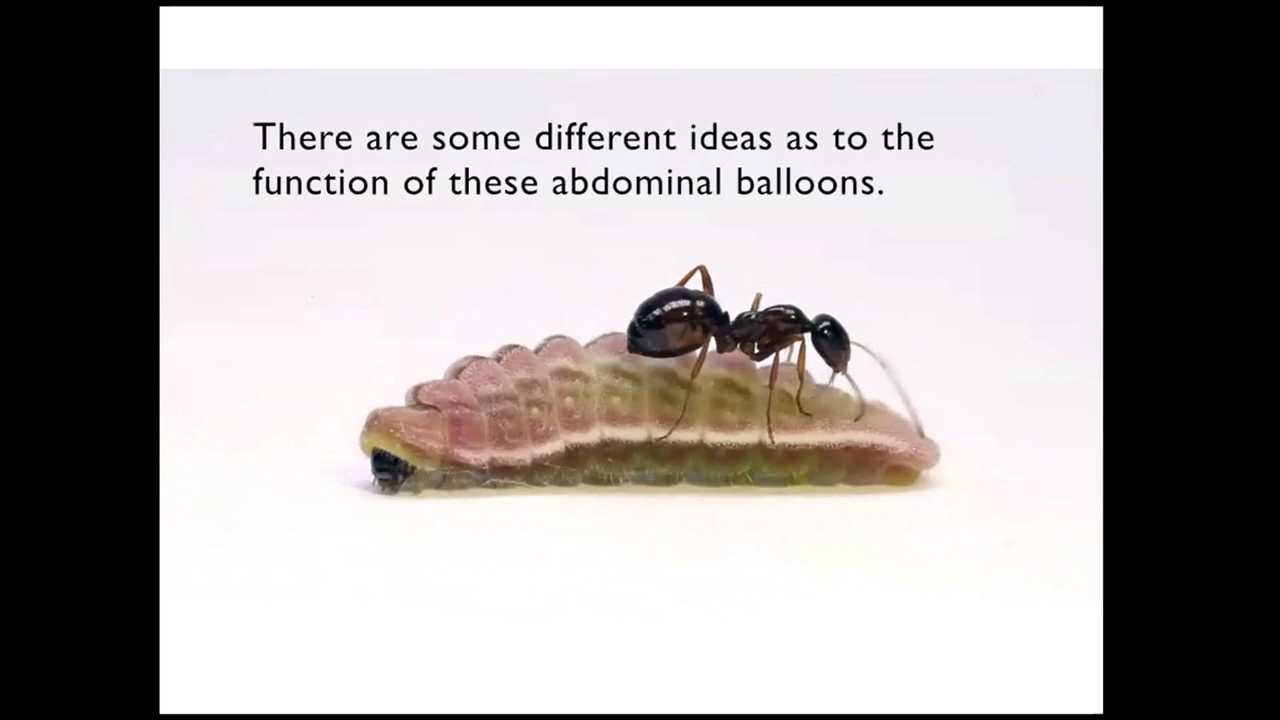 There are some different ideas as to the
function of these abdominal balloons.